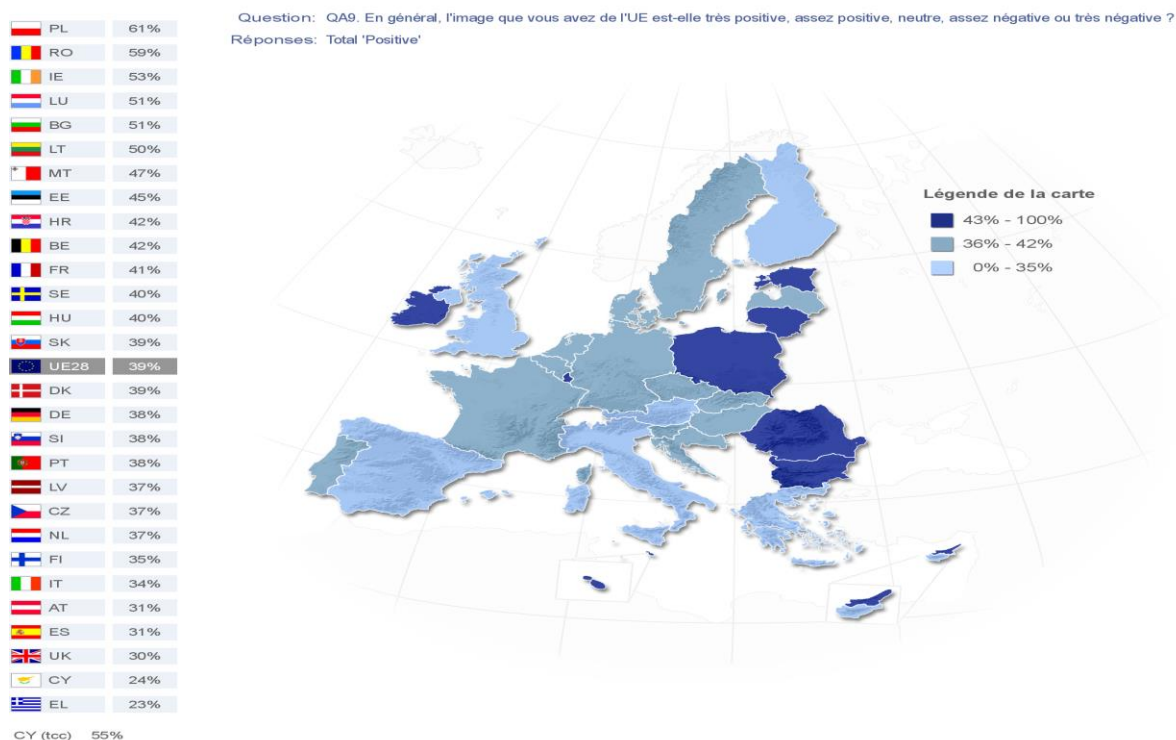 Question: QA9. En général, l'image que vous avez de l'UE est-elle très positive, assez positive, neutre, assez négative ou très négative ?
Réponses: Total 'Positive'
PL 61%
RO 59%
IE 53%
LU 51%
BG 51%
LT 50%
MT 47%
EE 45%
HR 42%
BE 42%
FR 41%
SE 40%
HU 40%
SK 39%
UE28 39%
DK 39%
DE 38%
SI 38%
PT 38%
LV 37%
CZ 37%
NL 37%
FI 35%
IT 34%
AT 31%
ES 31%
UK 30%
CY 24%
EL 23%
CY (tcc) 55%
Légende de la carte
43% - 100%
36% - 42%
0% - 35%